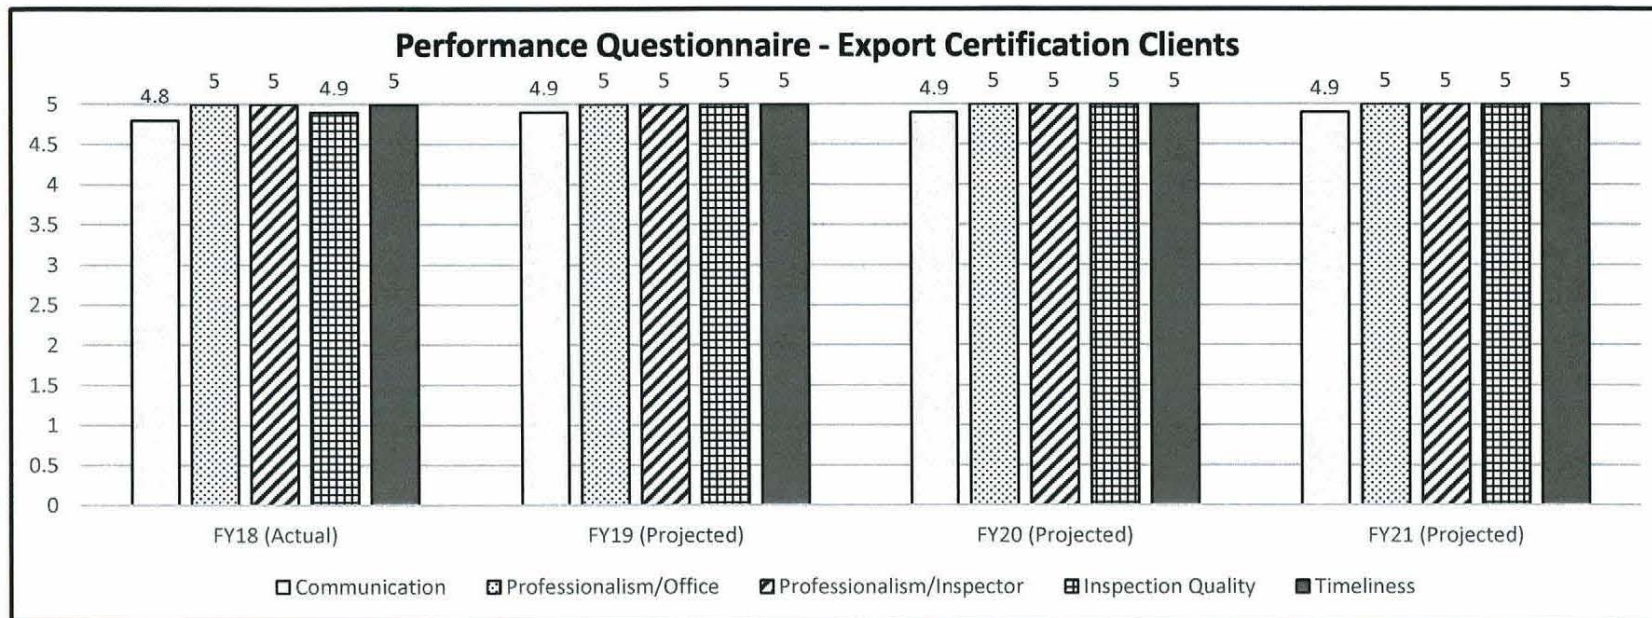 Performance Questionnaire - Export Certification Clients
4.8 5 5 4.9 5 4.9 5 5 5 5 4.9 5 5 5 5 4.9 5 5 5 5
5
4.5
4
3.5
3
2.5
2
1.5
1
0.5
0
FY18 (Actual) FY19 (Projected) FY20 (Projected) FY21 (Projected)
Communication Professionalism/Office Professionalism/Inspector Inspection Quality Timeliness